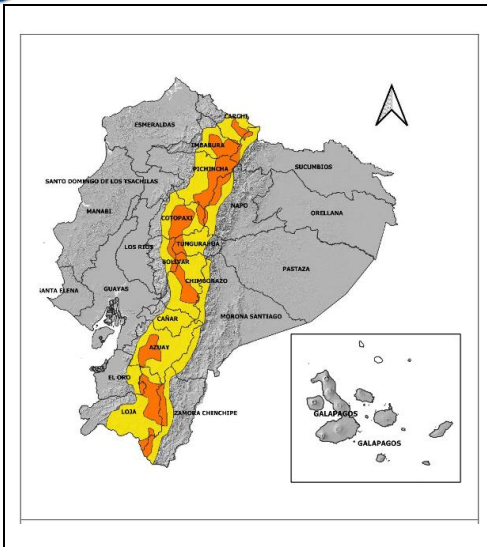 ESMERALDAS
CARCHI
IMBABURA
PICHINCHA
SUCUMBIOS
SANTO DOMINGO DE LOS TSACHILAS
NAPO
ORELLANA
MANABI
COTOPAXI
LOS RIOS
TUNGURAHUA
BOLIVAR
PASTAZA
SANTA ELENA
GUAYAS
CHIMBORAZO
CAÑAR
MORONA SANTIAGO
AZUAY
EL ORO
LOJA
ZAMORA CHINCHIPE
GALAPAGOS
GALAPAGOS